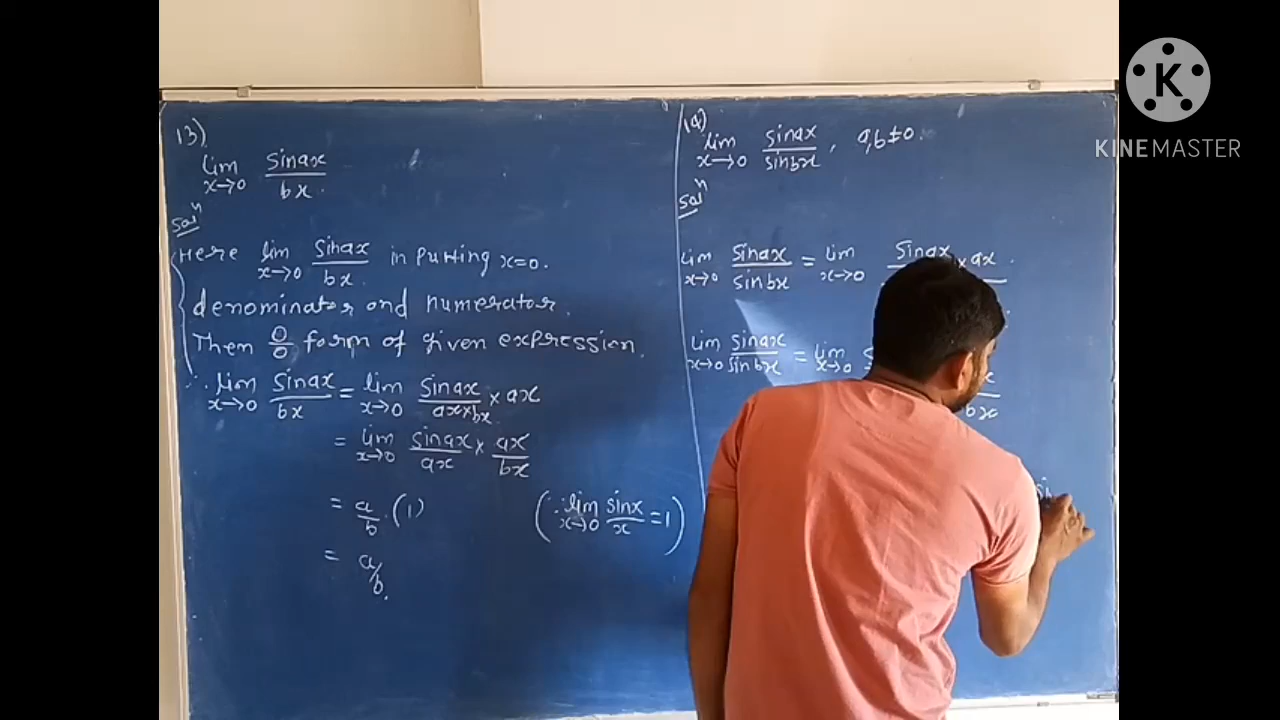 13)
lim x→0 sinax/bx
Solⁿ
Here lim x→0 sinax/bx in putting x=0.
denominator and numerator.
Then 0/0 form of given expression.
∴ lim x→0 sinax/bx = lim x→0 sinax/ax×bx × ax
= lim x→0 sinax/ax × ax/bx
= a/b . (1) (∵ lim x→0 sinx/x = 1)
= a/b.
14)
lim x→0 sinax/sinbx, a,b≠0.
Solⁿ
lim x→0 sinax/sinbx = lim x→0 sinax × ax
lim x→0 sinax/sinbx = lim x→0
bx
si
K
KINEMASTER